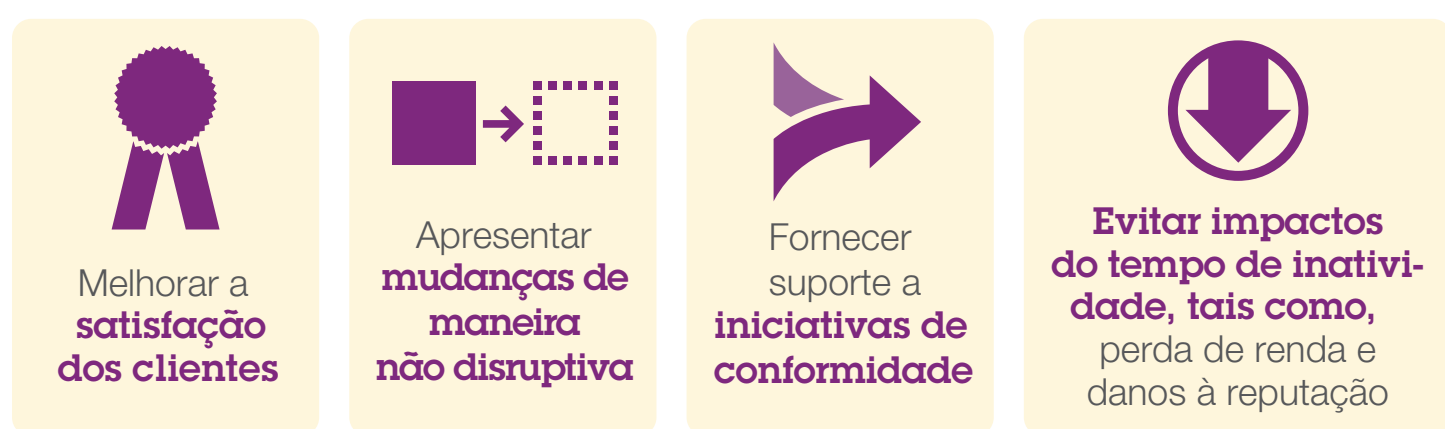 Melhorar a
satisfação
dos clientes
Apresentar
mudanças de
maneira
não disruptiva
Fornecer
suporte a
iniciativas de
conformidade
Evitar impactos
do tempo de inativi-
dade, tais como,
perda de renda e
danos à reputação